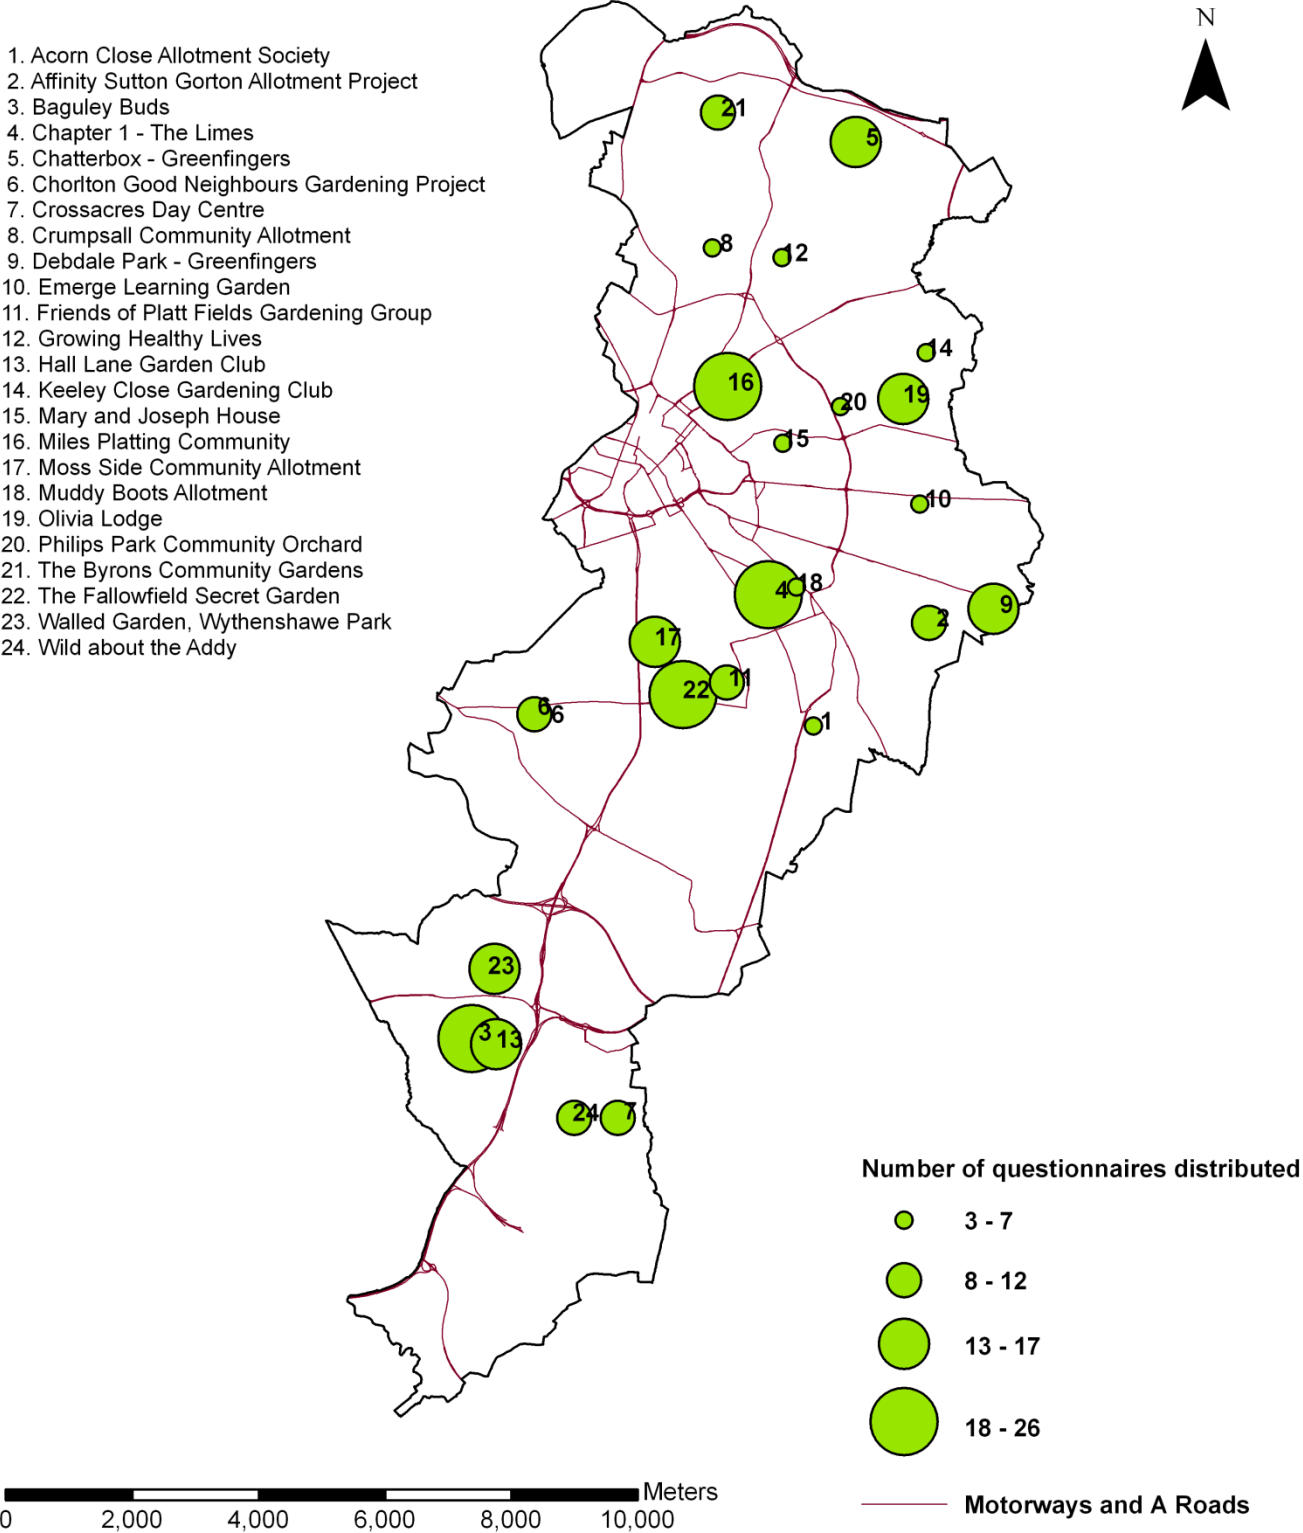 N
1. Acorn Close Allotment Society
2. Affinity Sutton Gorton Allotment Project
3. Baguley Buds
4. Chapter 1 - The Limes
5. Chatterbox - Greenfingers
6. Chorlton Good Neighbours Gardening Project
7. Crossacres Day Centre
8. Crumpsall Community Allotment
9. Debdale Park - Greenfingers
10. Emerge Learning Garden
11. Friends of Platt Fields Gardening Group
12. Growing Healthy Lives
13. Hall Lane Garden Club
14. Keeley Close Gardening Club
15. Mary and Joseph House
16. Miles Platting Community
17. Moss Side Community Allotment
18. Muddy Boots Allotment
19. Olivia Lodge
20. Philips Park Community Orchard
21. The Byrons Community Gardens
22. The Fallowfield Secret Garden
23. Walled Garden, Wythenshawe Park
24. Wild about the Addy
21
5
8
12
14
16
19
20
15
10
18
4
9
2
17
11
22
6
6
1
23
3
13
24
7
Number of questionnaires distributed
3 - 7
8 - 12
13 - 17
18 - 26
Motorways and A Roads
Meters
0 2,000 4,000 6,000 8,000 10,000